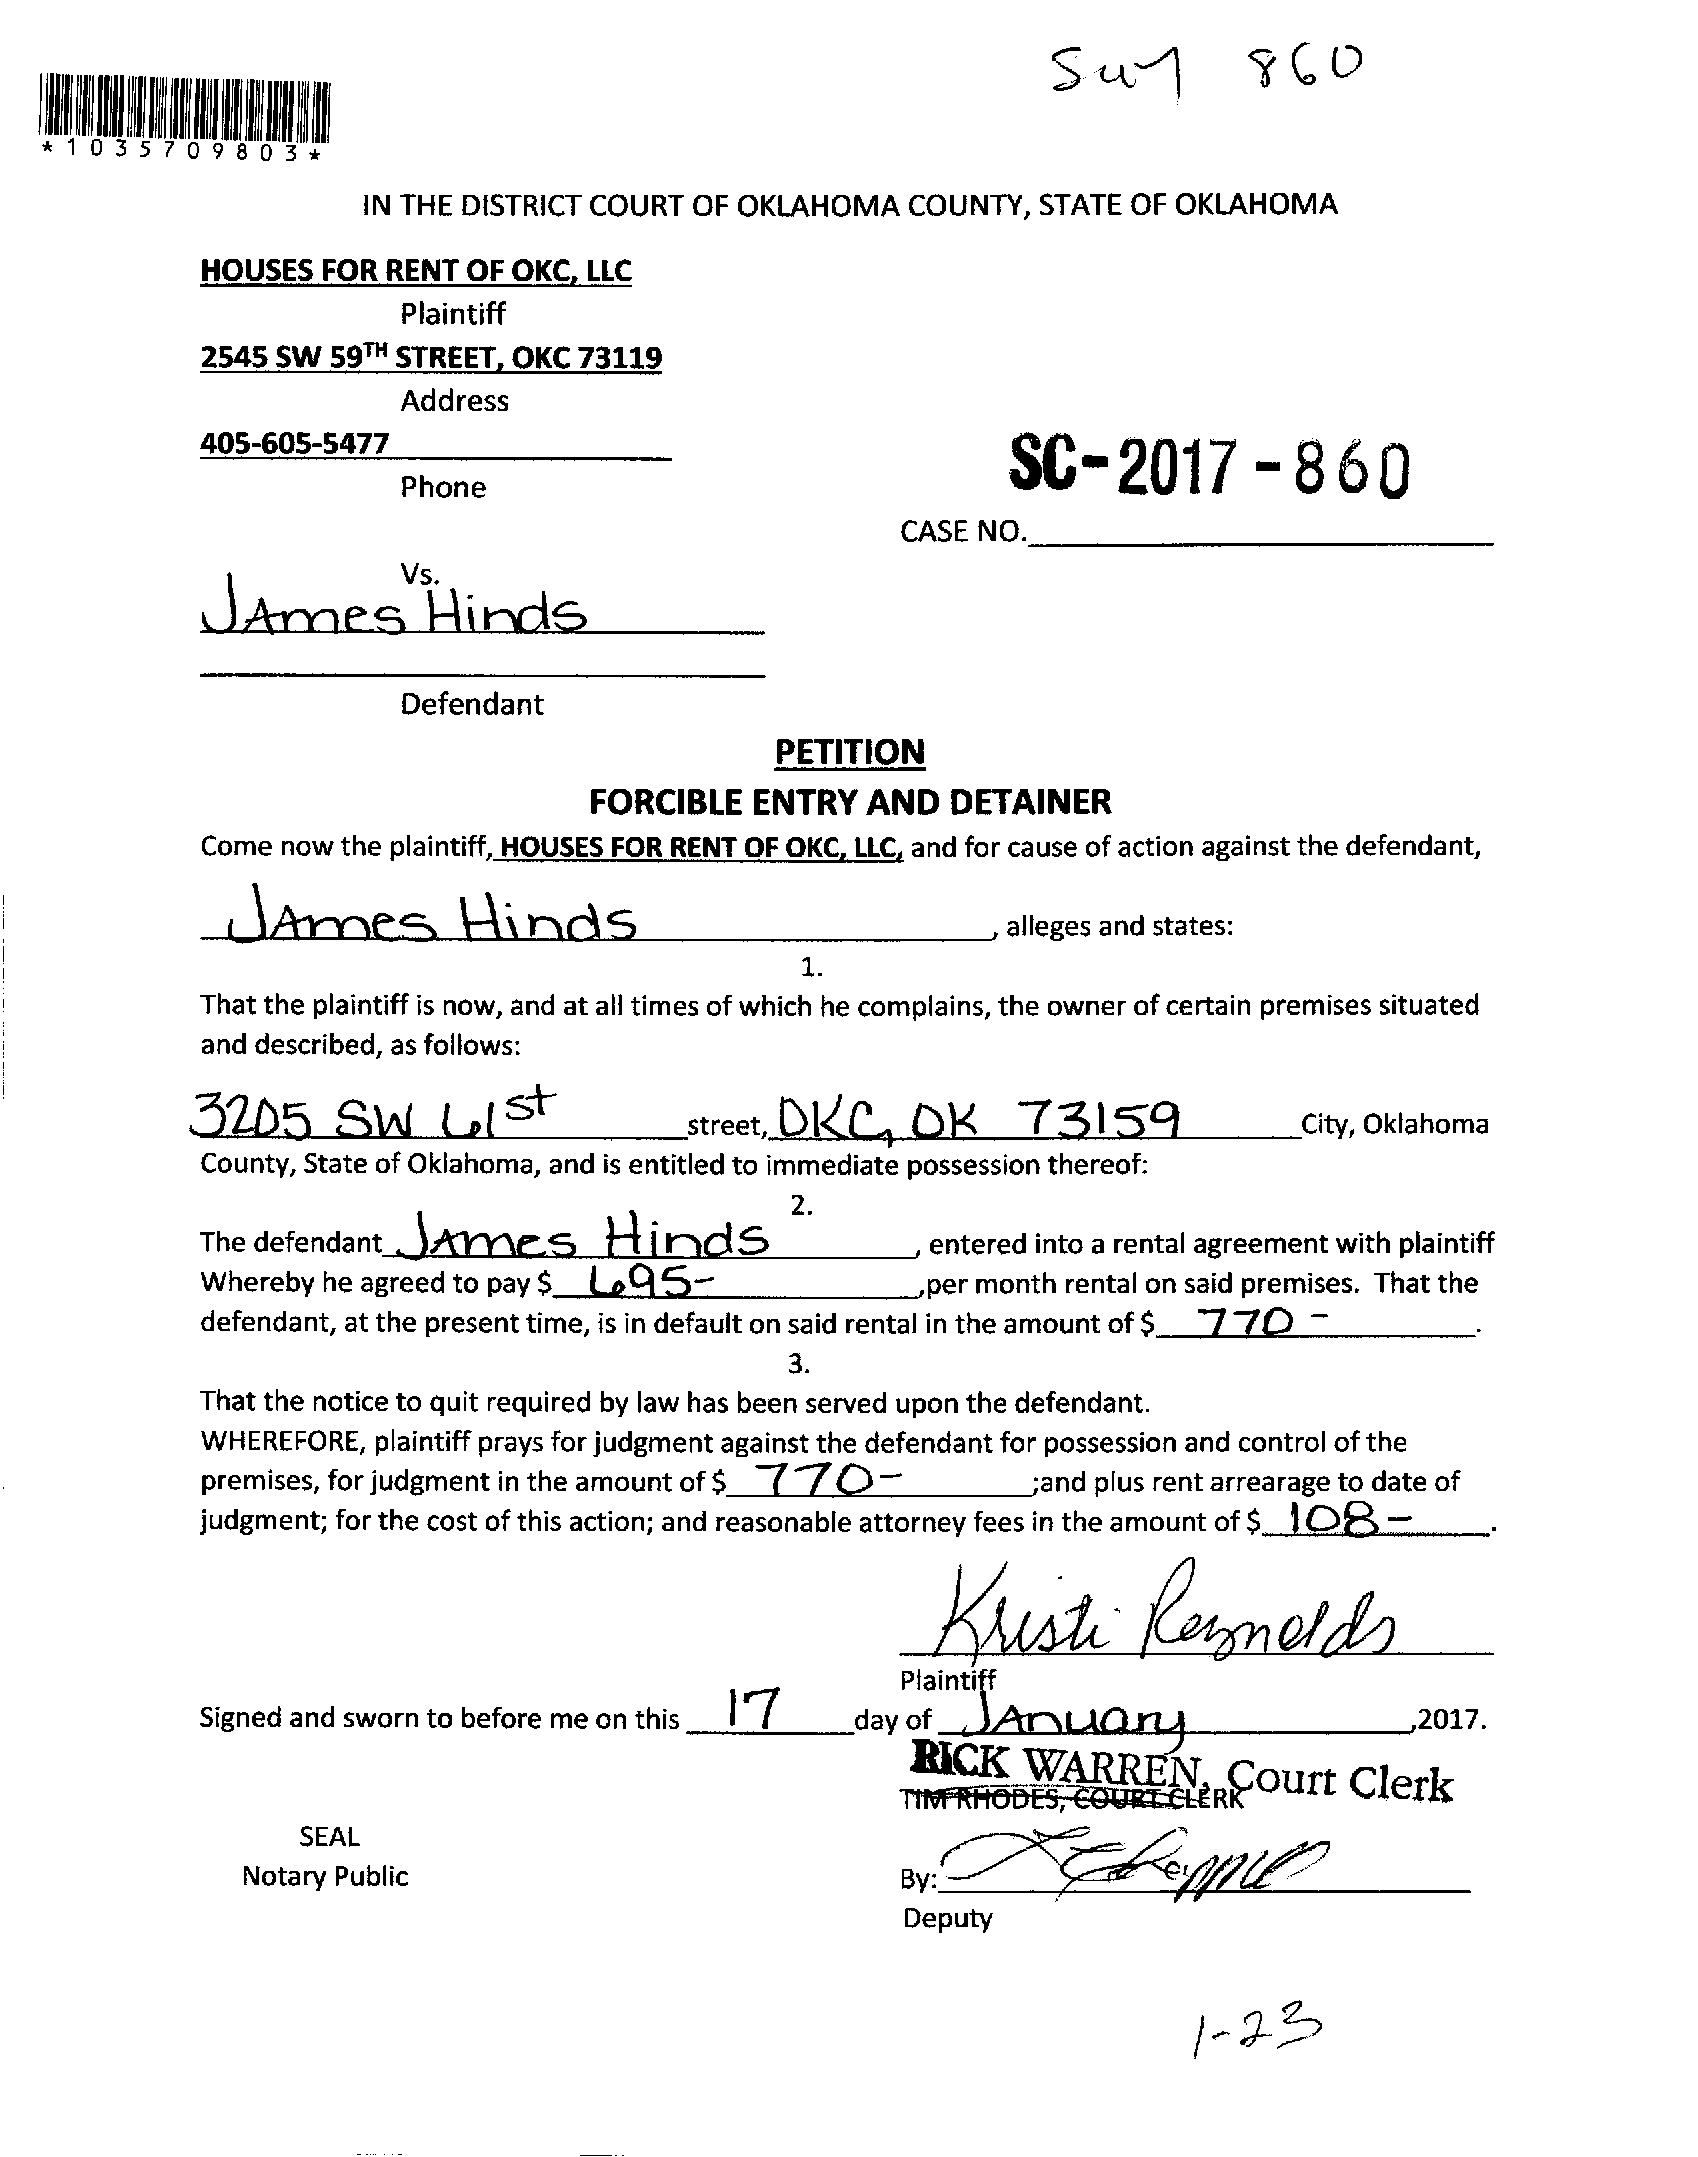 860
*1035709803*
IN THE DISTRICT COURT OF OKLAHOMA COUNTY, STATE OF OKLAHOMA
HOUSES FOR RENT OF OKC, LLC
Plaintiff
2545 SW 59TH STREET, OKC 73119
Address
405-605-5477
Phone
SC-2017-860
CASE NO.
Vs.
JAmes Hinds
Defendant
PETITION
FORCIBLE ENTRY AND DETAINER
Come now the plaintiff, HOUSES FOR RENT OF OKC, LLC, and for cause of action against the defendant,
JAmes Hinds, alleges and states:
1.
That the plaintiff is now, and at all times of which he complains, the owner of certain premises situated
and described, as follows:
3205 SW 61st street, OKC, OK 73159 City, Oklahoma
County, State of Oklahoma, and is entitled to immediate possession thereof:
2.
The defendant JAmes Hinds, entered into a rental agreement with plaintiff
Whereby he agreed to pay $ 695- ,per month rental on said premises. That the
defendant, at the present time, is in default on said rental in the amount of $ 770-.
3.
That the notice to quit required by law has been served upon the defendant.
WHEREFORE, plaintiff prays for judgment against the defendant for possession and control of the
premises, for judgment in the amount of $ 770- ;and plus rent arrearage to date of
judgment; for the cost of this action; and reasonable attorney fees in the amount of $ 108-.
Kristi Reynolds
Plaintiff
Signed and sworn to before me on this 17 day of JAnuary ,2017.
RICK WARREN, Court Clerk
TIM RHODES, COURT CLERK
SEAL
Notary Public
By:
Deputy
1-23